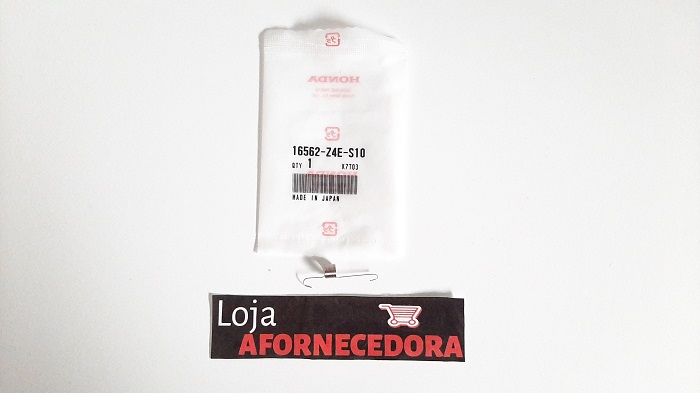 HONDA
16562-Z4E-S10
QTY 1 X7T03
MADE IN JAPAN
Loja
AFORNECEDORA